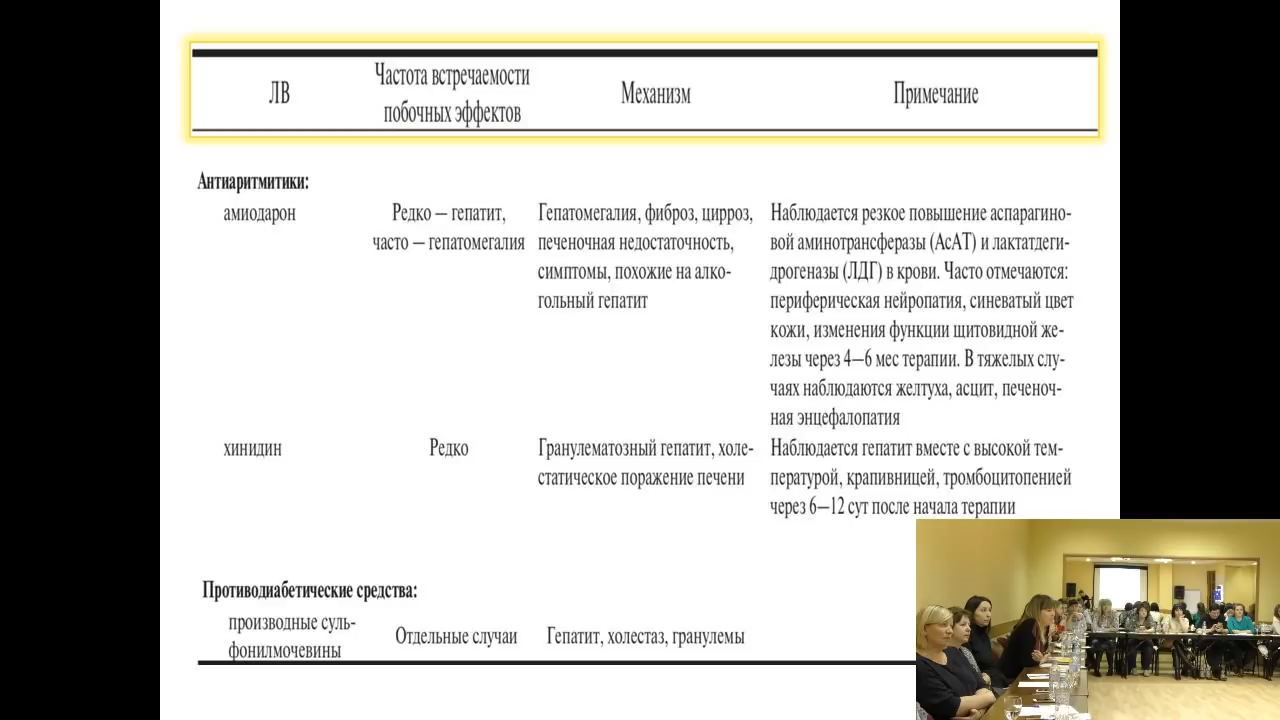 ЛВ
Частота встречаемости
побочных эффектов
Механизм
Примечание
Антиаритмитики:
амиодарон
Редко — гепатит,
часто — гепатомегалия
Гепатомегалия, фиброз, цирроз,
печеночная недостаточность,
симптомы, похожие на алко-
гольный гепатит
Наблюдается резкое повышение аспарагино-
вой аминотрансферазы (АсАТ) и лактатдеги-
дрогеназы (ЛДГ) в крови. Часто отмечаются:
периферическая нейропатия, синеватый цвет
кожи, изменения функции щитовидной же-
лезы через 4—6 мес терапии. В тяжелых слу-
чаях наблюдаются желтуха, асцит, печеноч-
ная энцефалопатия
хинидин
Редко
Гранулематозный гепатит, холе-
статическое поражение печени
Наблюдается гепатит вместе с высокой тем-
пературой, крапивницей, тромбоцитопенией
через 6—12 сут после начала терапии
Противодиабетические средства:
производные суль-
фонилмочевины
Отдельные случаи
Гепатит, холестаз, гранулемы